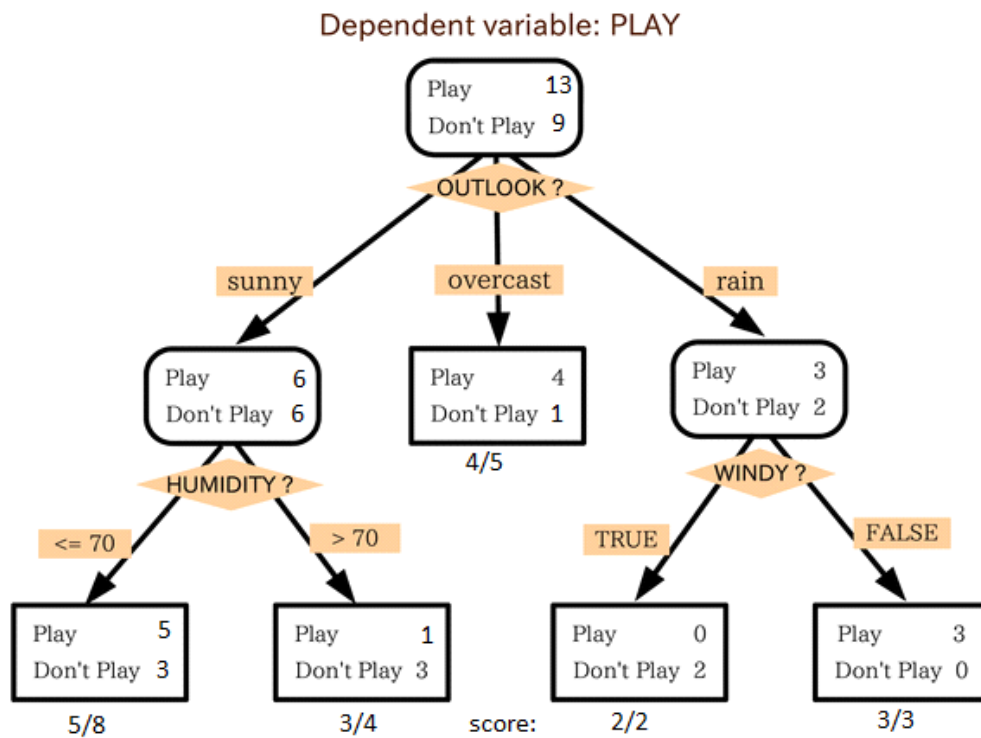 Dependent variable: PLAY
Play 13
Don't Play 9
OUTLOOK ?
sunny
overcast
rain
Play 6
Don't Play 6
Play 4
Don't Play 1
4/5
Play 3
Don't Play 2
HUMIDITY ?
WINDY ?
<= 70
> 70
TRUE
FALSE
Play 5
Don't Play 3
5/8
Play 1
Don't Play 3
3/4
score:
Play 0
Don't Play 2
2/2
Play 3
Don't Play 0
3/3